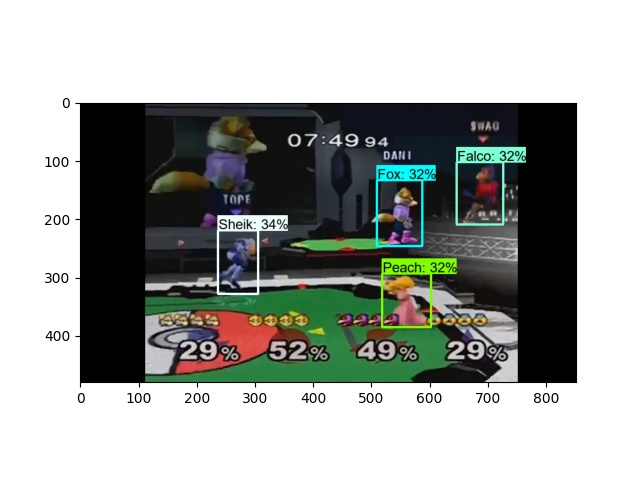 0
100
200
300
400
0 100 200 300 400 500 600 700 800
07:49 94
SWAG
Falco: 32%
DANI
Fox: 32%
TOPE
Sheik: 34%
Peach: 32%
29% 52% 49% 29%